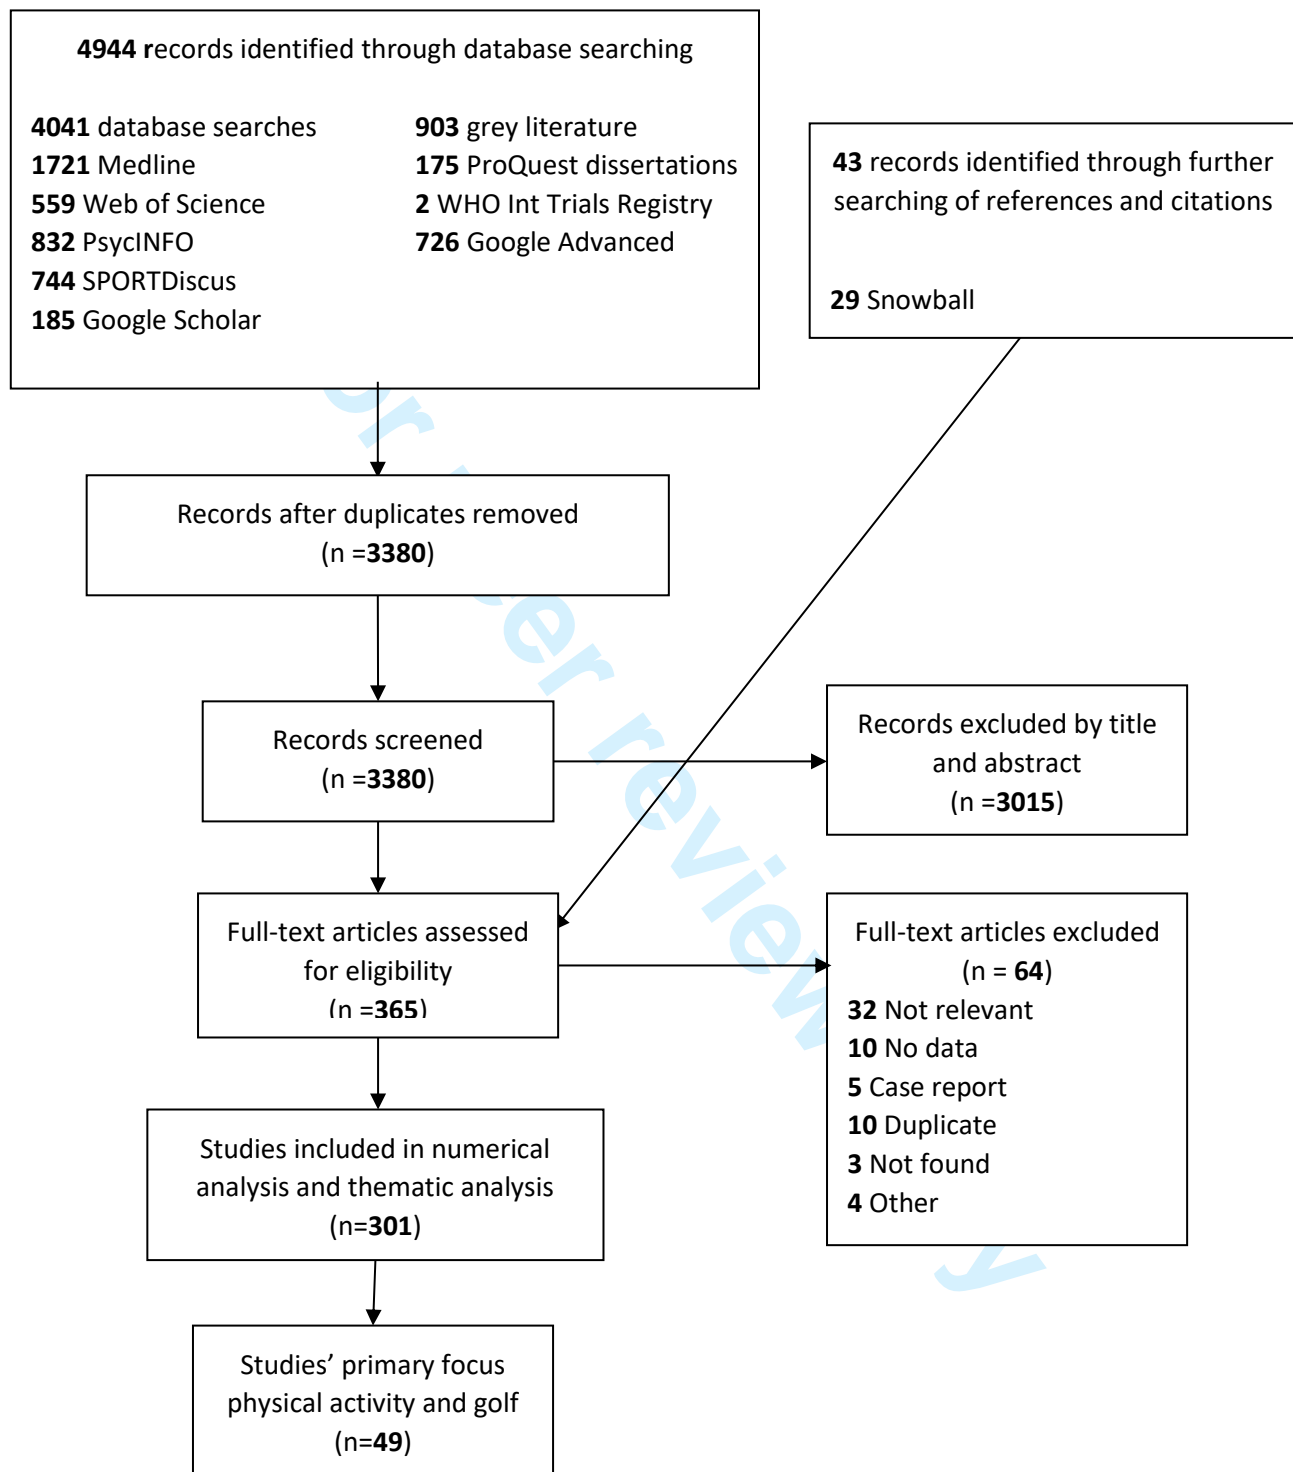 4944 records identified through database searching
4041 database searches
1721 Medline
559 Web of Science
832 PsycINFO
744 SPORTDiscus
185 Google Scholar
903 grey literature
175 ProQuest dissertations
2 WHO Int Trials Registry
726 Google Advanced
43 records identified through further
searching of references and citations
29 Snowball
Records after duplicates removed
(n =3380)
Records screened
(n =3380)
Records excluded by title
and abstract
(n =3015)
Full-text articles assessed
for eligibility
(n =365)
Full-text articles excluded
(n = 64)
32 Not relevant
10 No data
5 Case report
10 Duplicate
3 Not found
4 Other
Studies included in numerical
analysis and thematic analysis
(n=301)
Studies’ primary focus
physical activity and golf
(n=49)
review